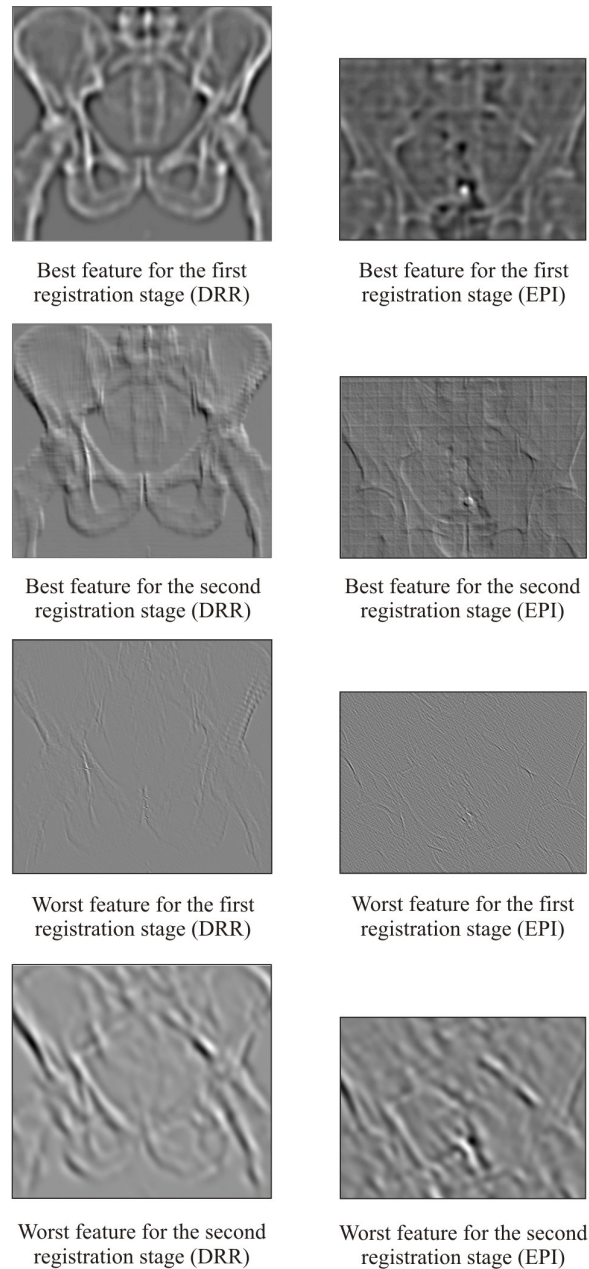 Best feature for the first
registration stage (DRR)
Best feature for the first
registration stage (EPI)
Best feature for the second
registration stage (DRR)
Best feature for the second
registration stage (EPI)
Worst feature for the first
registration stage (DRR)
Worst feature for the first
registration stage (EPI)
Worst feature for the second
registration stage (DRR)
Worst feature for the second
registration stage (EPI)